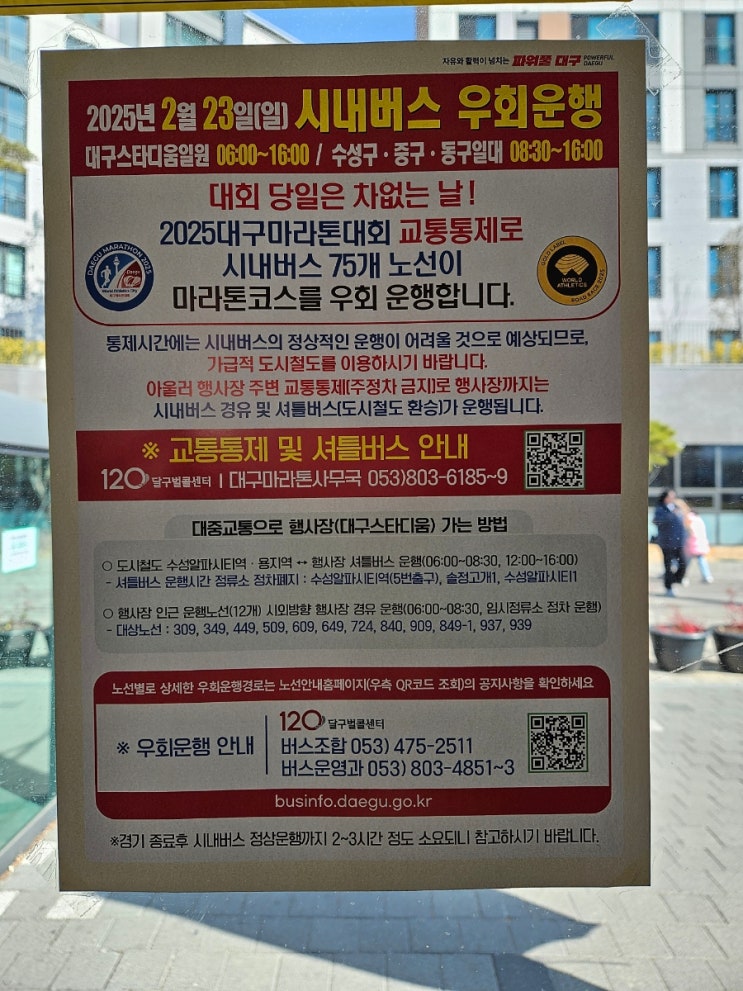 자유와 활력이 넘치는 파워풀 대구 POWERFUL DAEGU
2025년 2월 23일(일) 시내버스 우회운행
대구스타디움일원 06:00~16:00 / 수성구·중구·동구일대 08:30~16:00
대회 당일은 차없는 날!
2025대구마라톤대회 교통통제로
시내버스 75개 노선이
마라톤코스를 우회 운행합니다.
DAEGU MARATHON 2025
GOLD LABEL
WORLD ATHLETICS
통제시간에는 시내버스의 정상적인 운행이 어려울 것으로 예상되므로,
가급적 도시철도를 이용하시기 바랍니다.
아울러 행사장 주변 교통통제(주정차 금지)로 행사장까지는
시내버스 경유 및 셔틀버스(도시철도 환승)가 운행됩니다.
※ 교통통제 및 셔틀버스 안내
120 달구벌콜센터 | 대구마라톤사무국 053)803-6185~9
대중교통으로 행사장(대구스타디움) 가는 방법
○ 도시철도 수성알파시티역·용지역 ↔ 행사장 셔틀버스 운행(06:00~08:30, 12:00~16:00)
- 셔틀버스 운행시간 정류소 정차폐지 : 수성알파시티역(5번출구), 솔정고개1, 수성알파시티1
○ 행사장 인근 운행노선(12개) 시외방향 행사장 경유 운행(06:00~08:30, 임시정류소 정차 운행)
- 대상노선 : 309, 349, 449, 509, 609, 649, 724, 840, 909, 849-1, 937, 939
노선별로 상세한 우회운행경로는 노선안내홈페이지(우측 QR코드 조회)의 공지사항을 확인하세요
※ 우회운행 안내
120 달구벌콜센터
버스조합 053) 475-2511
버스운영과 053) 803-4851~3
businfo.daegu.go.kr
※경기 종료후 시내버스 정상운행까지 2~3시간 정도 소요되니 참고하시기 바랍니다.